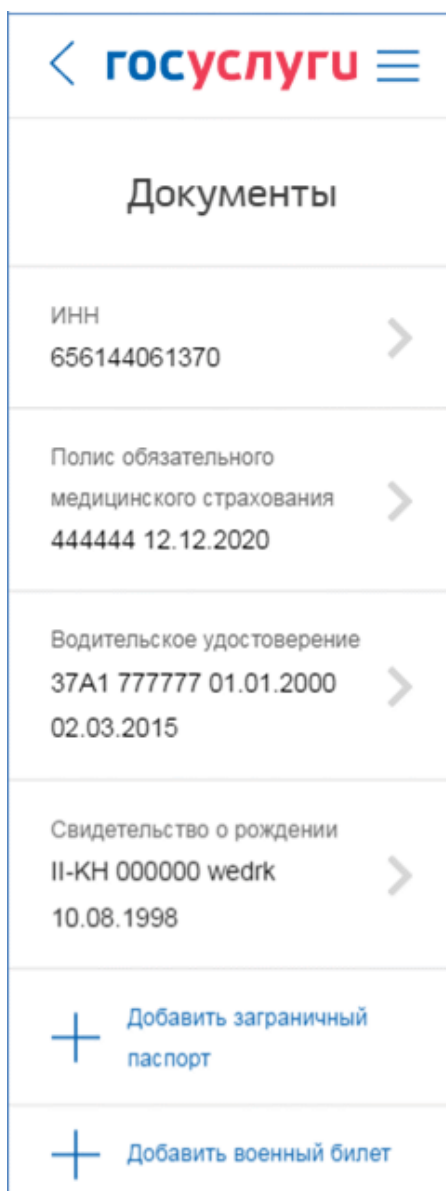 госуслуги
Документы
ИНН
656144061370
Полис обязательного
медицинского страхования
444444 12.12.2020
Водительское удостоверение
37А1 777777 01.01.2000
02.03.2015
Свидетельство о рождении
II-КН 000000 wedrk
10.08.1998
Добавить заграничный
паспорт
Добавить военный билет